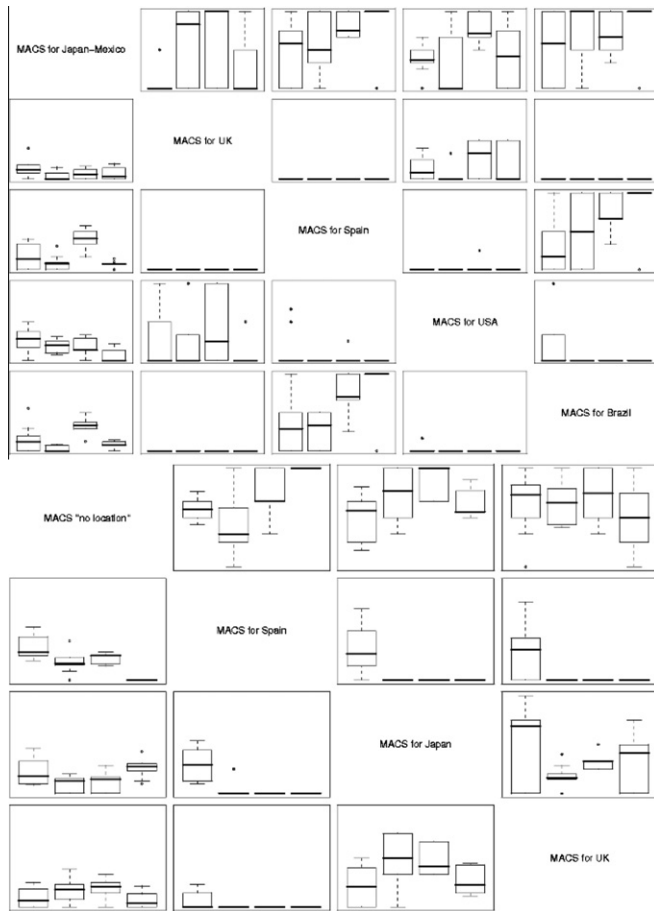 MACS for Japan-Mexico
MACS for UK
MACS for Spain
MACS for USA
MACS for Brazil
MACS "no location"
MACS for Spain
MACS for Japan
MACS for UK